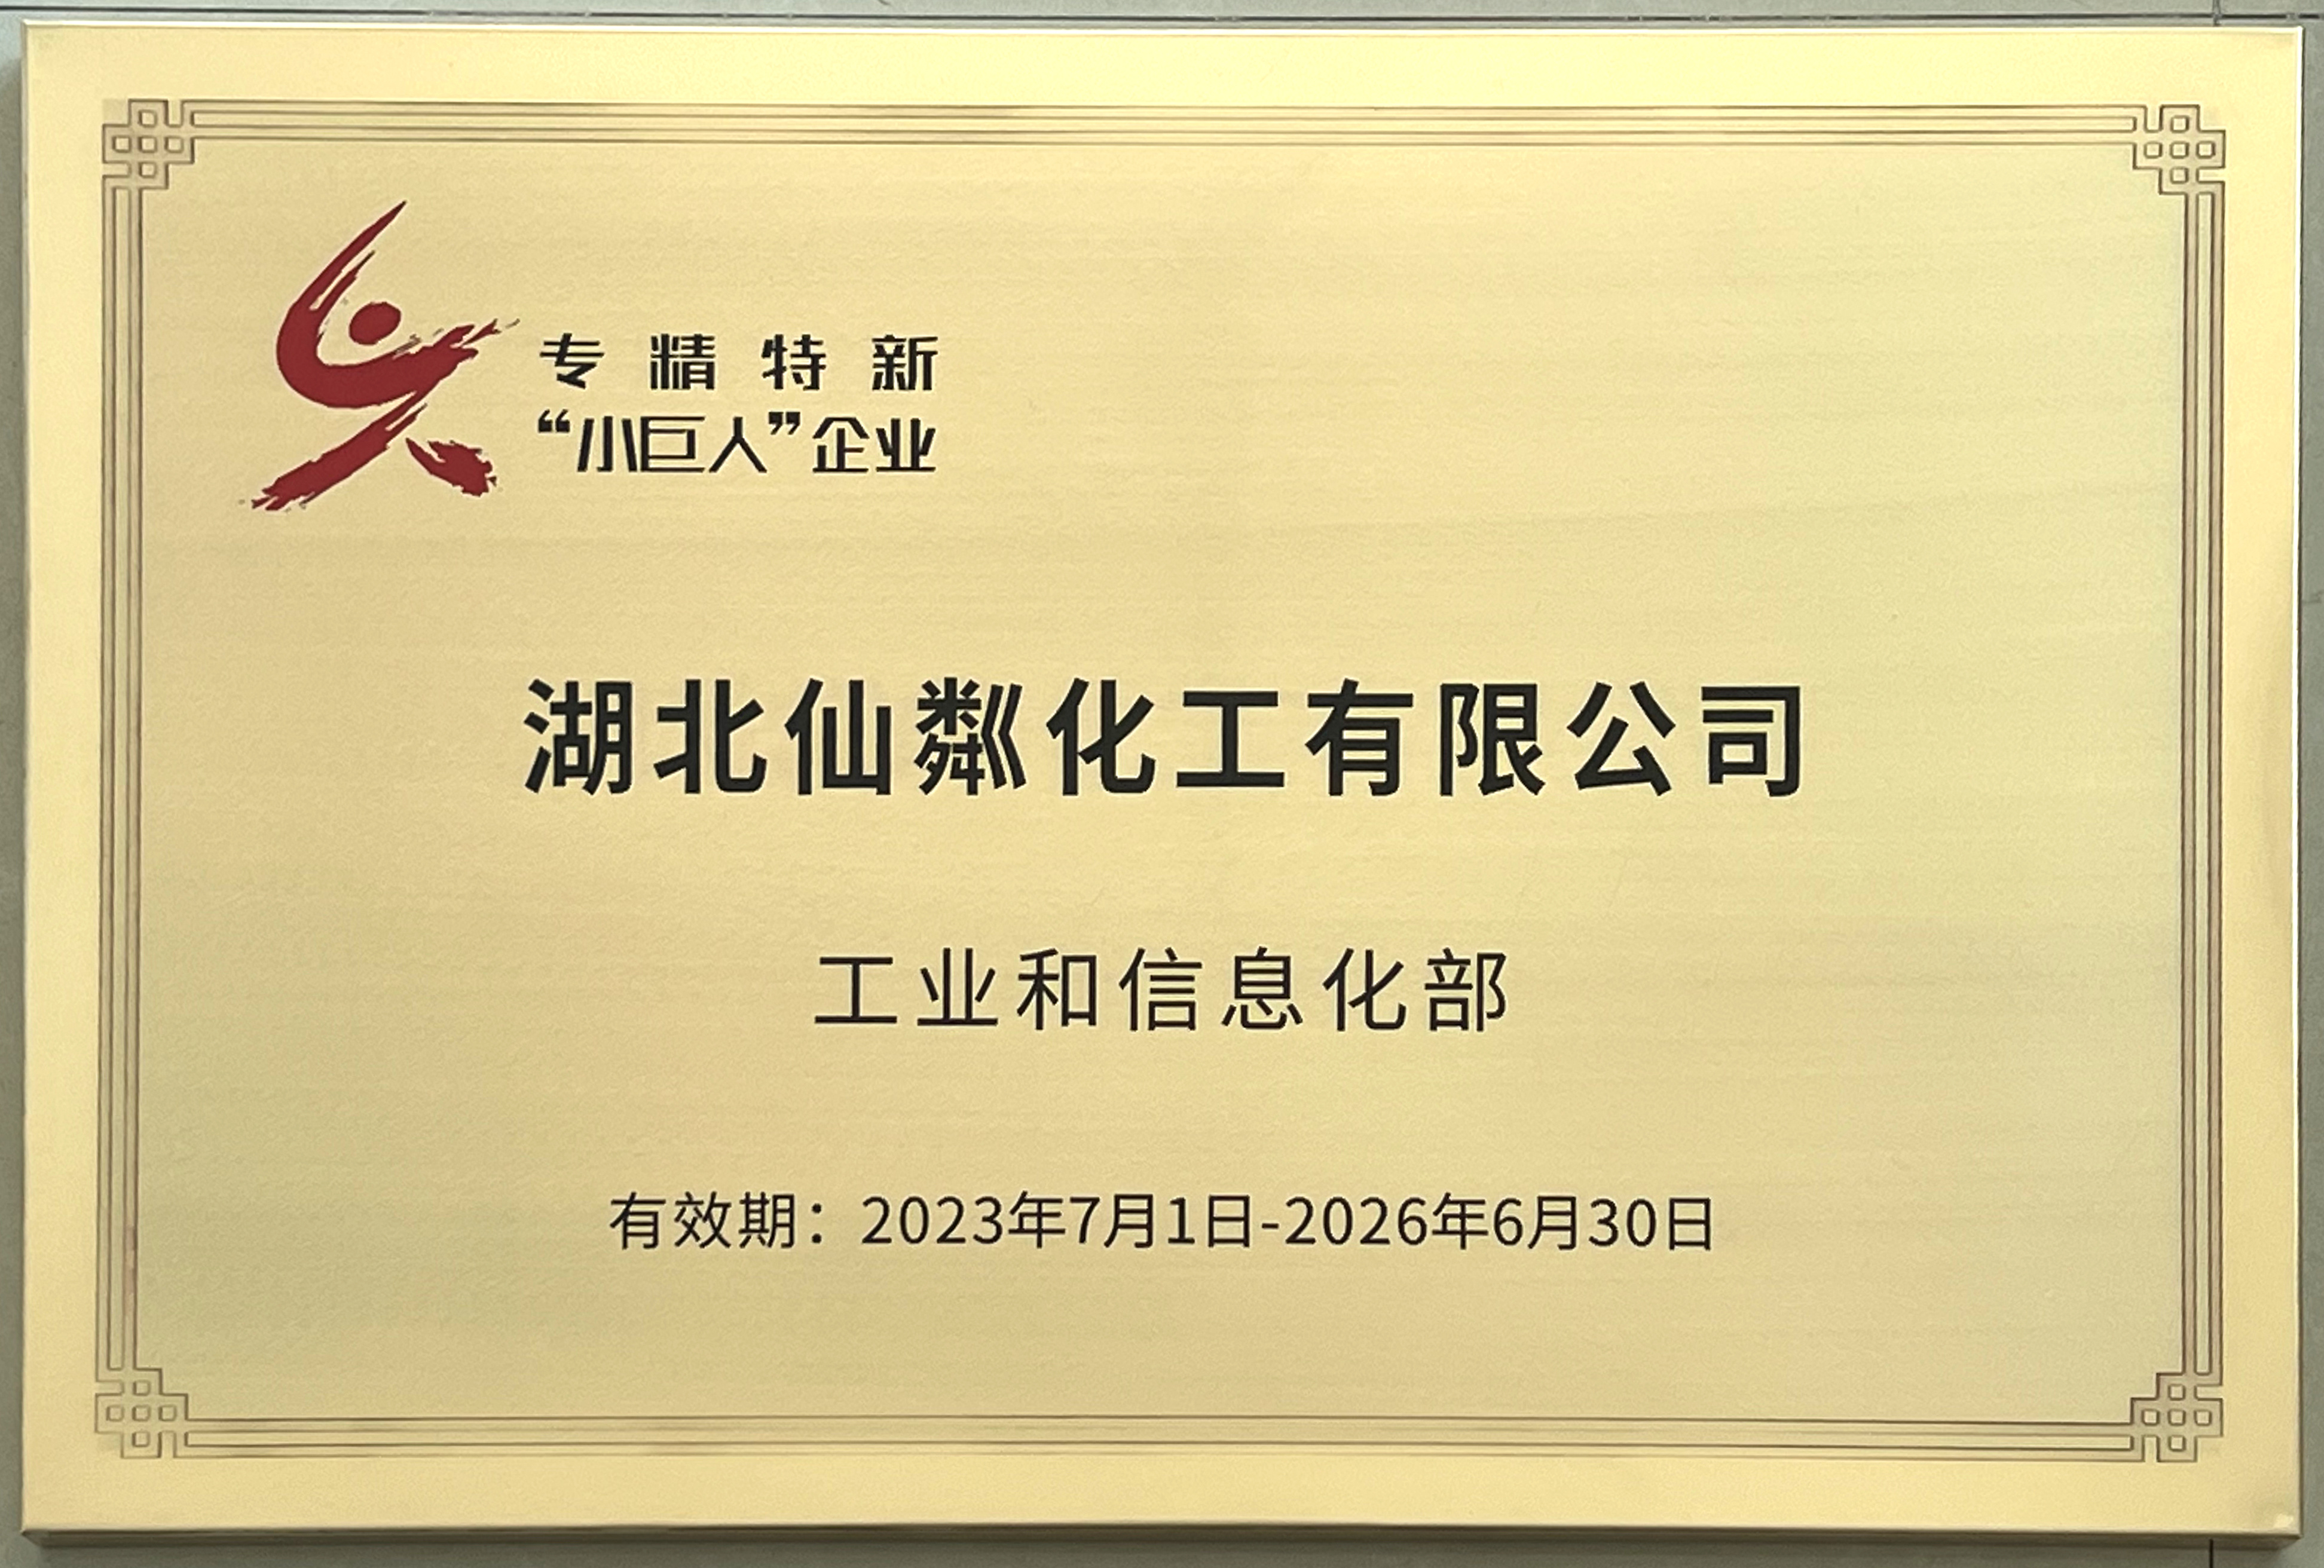 专精特新
“小巨人”企业
湖北仙粼化工有限公司
工业和信息化部
有效期：2023年7月1日-2026年6月30日